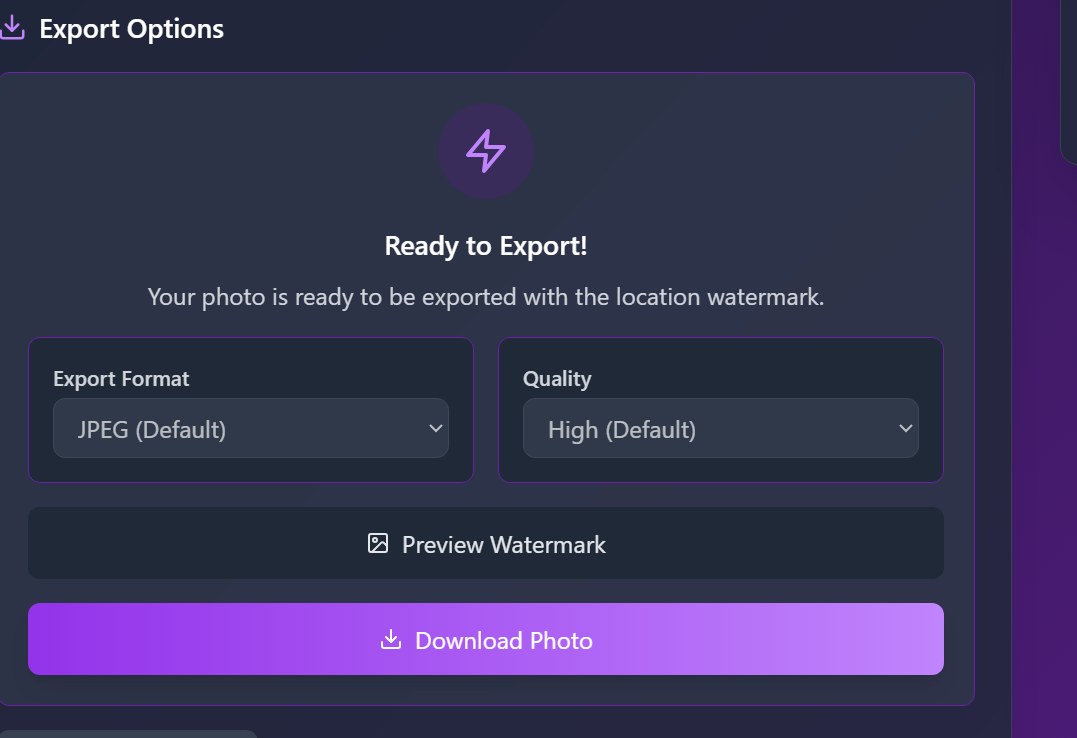 Export Options
Ready to Export!
Your photo is ready to be exported with the location watermark.
Export Format
JPEG (Default)
Quality
High (Default)
Preview Watermark
Download Photo